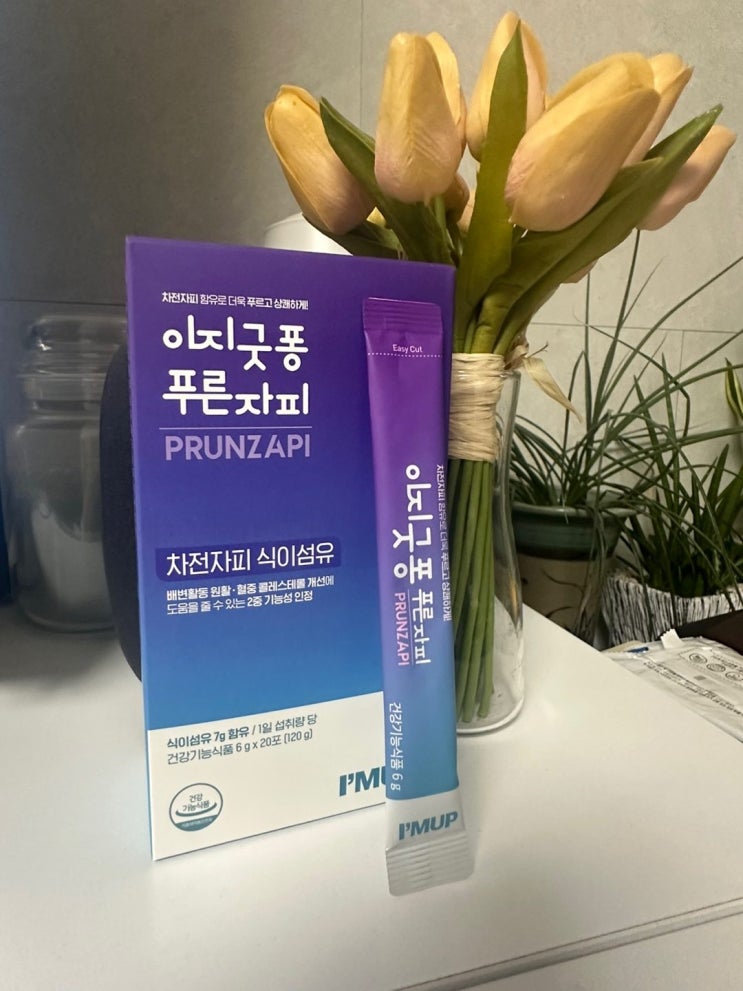 차전자피 함유로 더욱 푸르고 상쾌하게!
이지굿퐁
푸른자피
PRUNZAPI
차전자피 식이섬유
배변활동 원활·혈중 콜레스테롤 개선에
도움을 줄 수 있는 2중 기능성 인정
식이섬유 7g 함유 / 1일 섭취량 당
건강기능식품 6 g x 20포 (120 g)
건강
기능식품
I'MU
Easy Cut
차전자피 함유로 더욱 푸르고 상쾌하게!
이지굿퐁 푸른자피
PRUNZAPI
건강기능식품 6 g
I'MUP